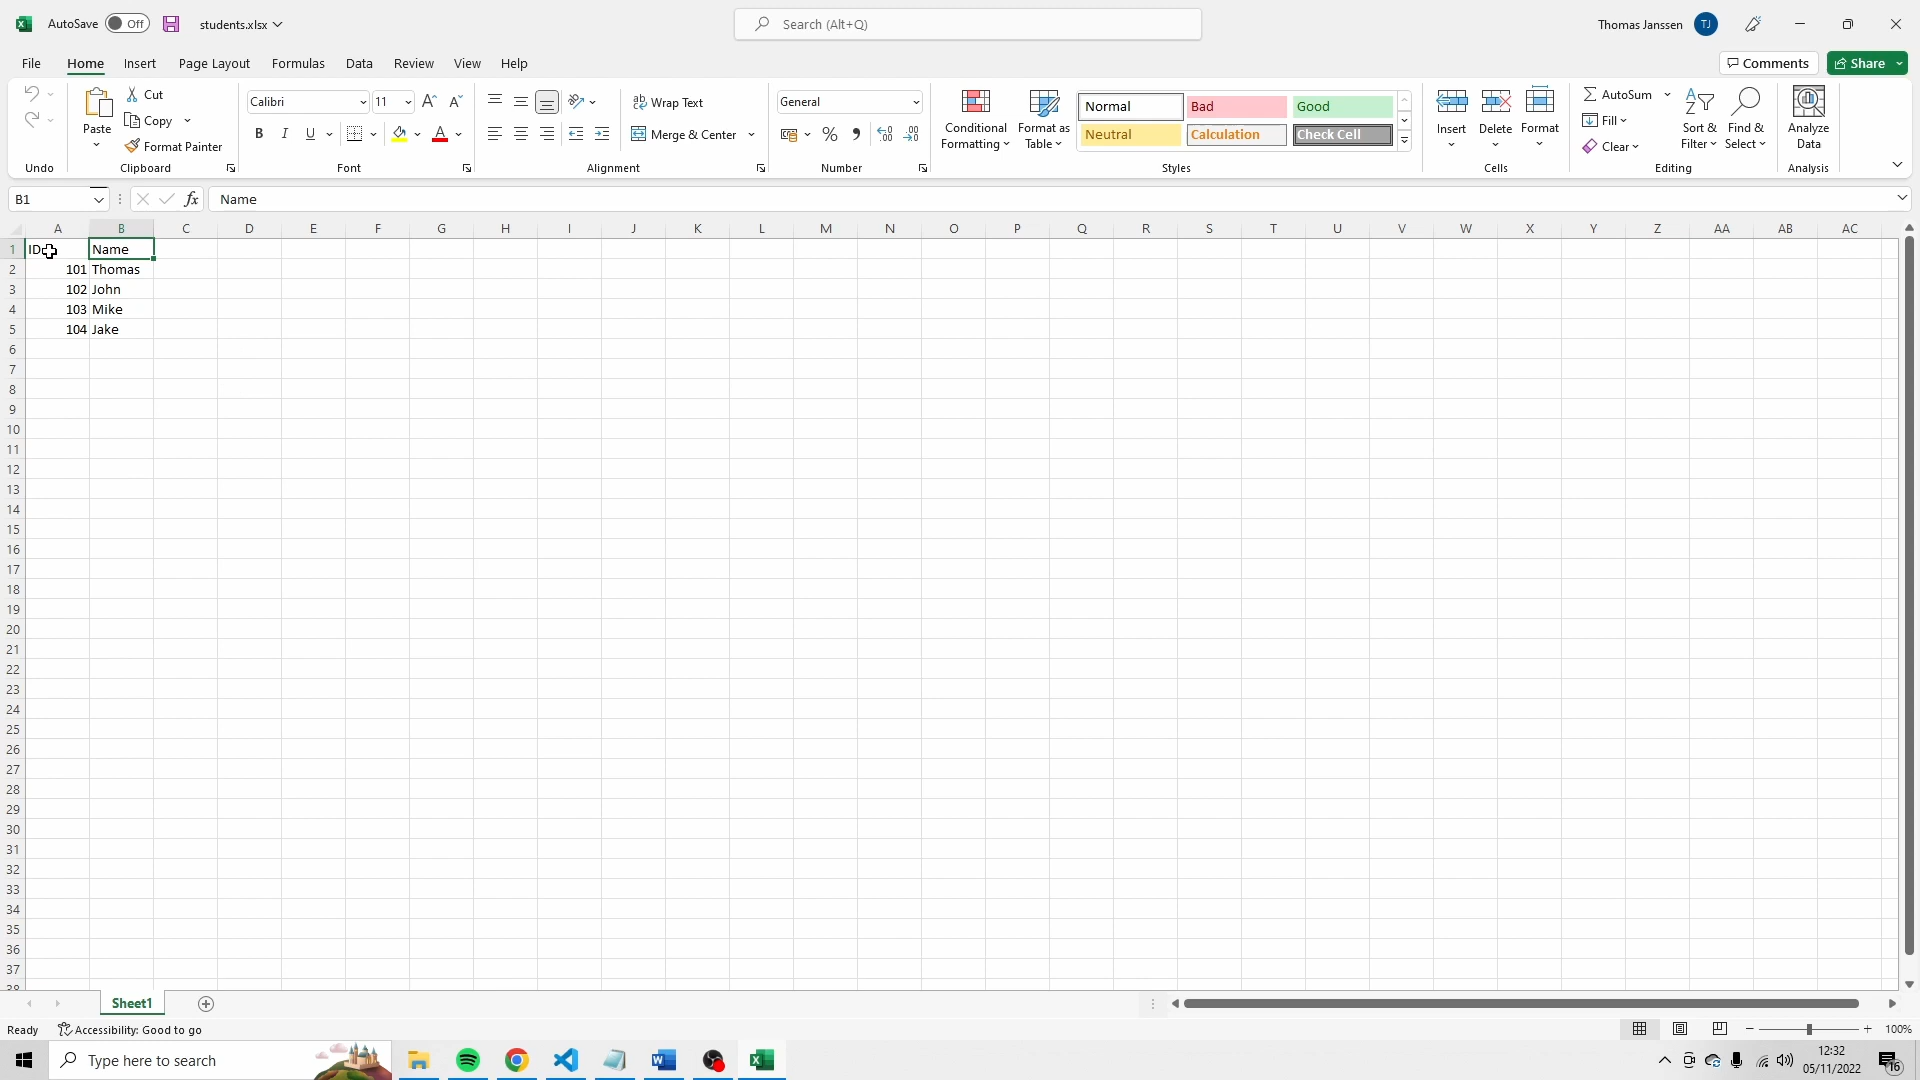 AutoSave Off students.xlsx Search (Alt+Q) Thomas Janssen TJ
File Home Insert Page Layout Formulas Data Review View Help Comments Share
Cut
Copy
Format Painter
Paste
Undo
Clipboard
Calibri 11
B I U A
Font
Wrap Text
Merge & Center
Alignment
General
%
Number
Conditional
Formatting
Format as
Table
Normal Bad Good
Neutral Calculation Check Cell
Styles
Insert Delete Format
Cells
AutoSum
Fill
Clear
Sort &
Filter
Find &
Select
Editing
Analyze
Data
Analysis
B1 fx Name
A B C D E F G H I J K L M N O P Q R S T U V W X Y Z AA AB AC
1 ID Name
2 101 Thomas
3 102 John
4 103 Mike
5 104 Jake
6
7
8
9
10
11
12
13
14
15
16
17
18
19
20
21
22
23
24
25
26
27
28
29
30
31
32
33
34
35
36
37
38
Sheet1
Ready Accessibility: Good to go 100%
Type here to search
12:32
05/11/2022
16